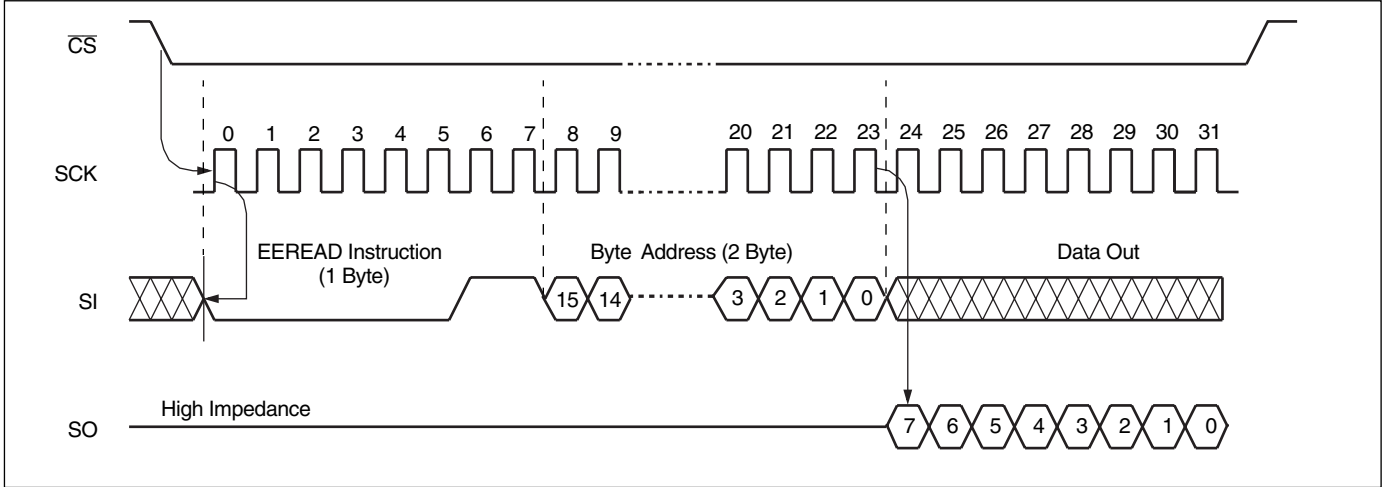 CS
0 1 2 3 4 5 6 7 8 9 20 21 22 23 24 25 26 27 28 29 30 31
SCK
EEREAD Instruction
(1 Byte)
Byte Address (2 Byte)
Data Out
SI
15 14 3 2 1 0
High Impedance
SO
7 6 5 4 3 2 1 0